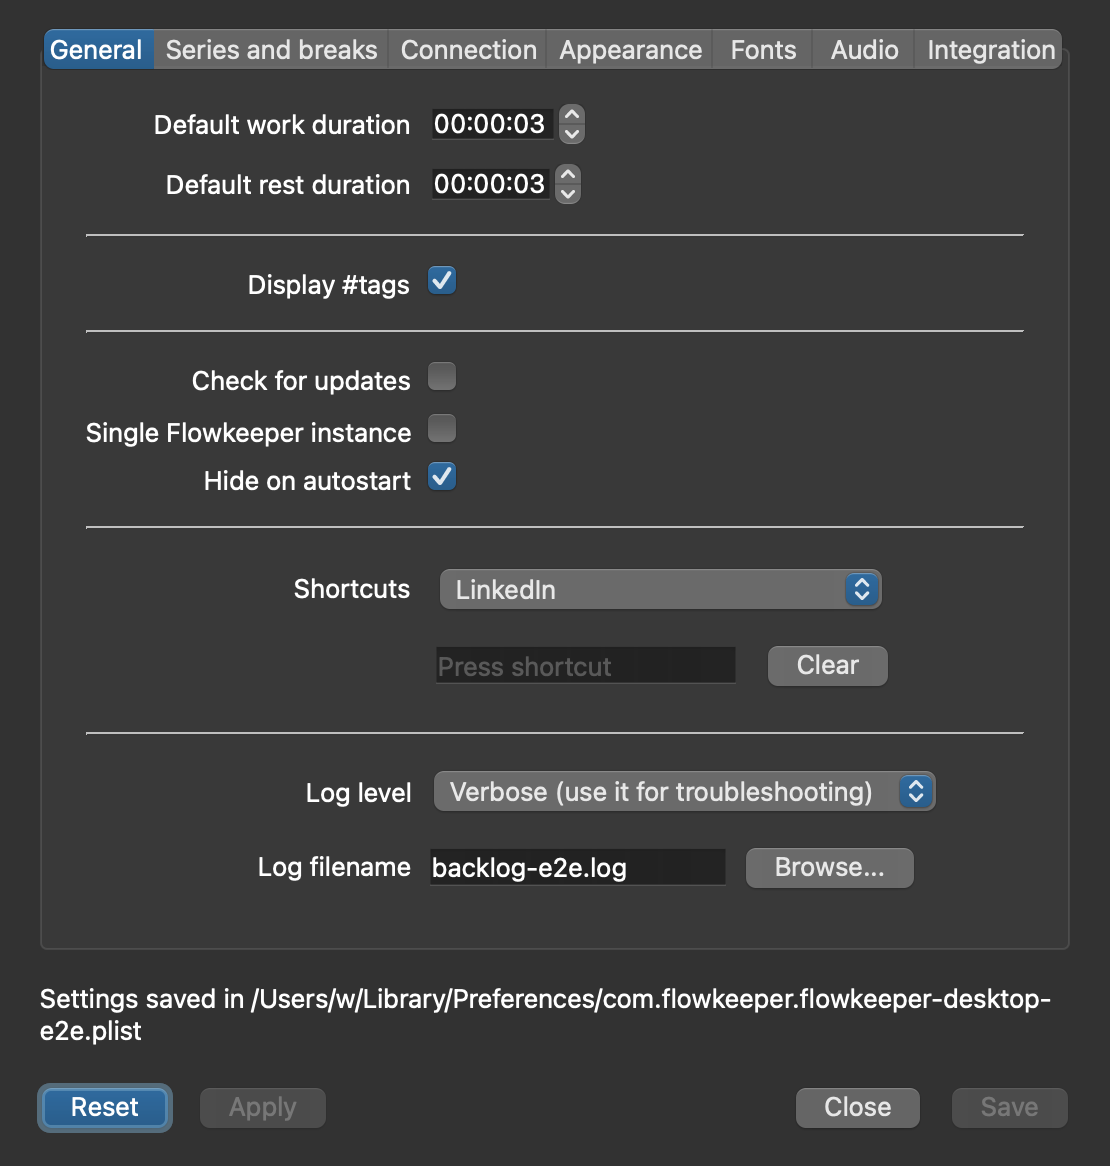 General Series and breaks Connection Appearance Fonts Audio Integration
Default work duration 00:00:03
Default rest duration 00:00:03
Display #tags
Check for updates
Single Flowkeeper instance
Hide on autostart
Shortcuts LinkedIn
Press shortcut Clear
Log level Verbose (use it for troubleshooting)
Log filename backlog-e2e.log Browse...
Settings saved in /Users/w/Library/Preferences/com.flowkeeper.flowkeeper-desktop-
e2e.plist
Reset Apply Close Save